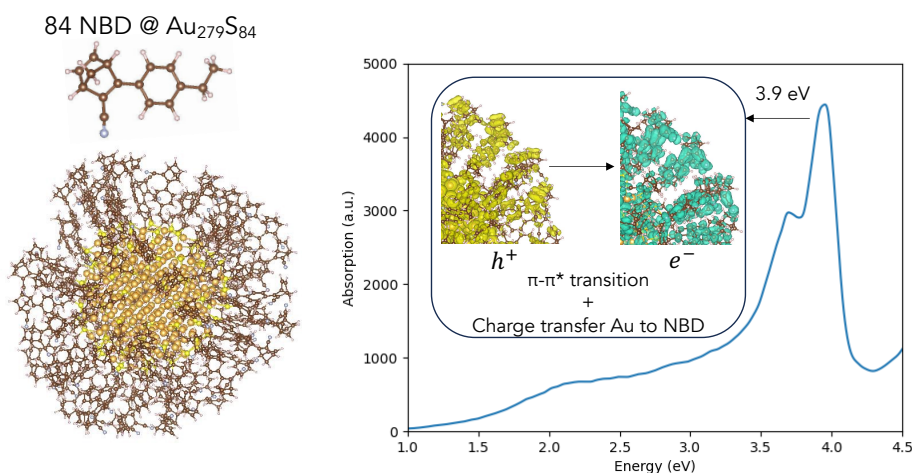 84 NBD @ Au₂₇₉S₈₄
5000
4000
3000
2000
1000
0
Absorption (a.u.)
3.9 eV
h⁺
e⁻
π-π* transition
+
Charge transfer Au to NBD
1.0 1.5 2.0 2.5 3.0 3.5 4.0 4.5
Energy (eV)